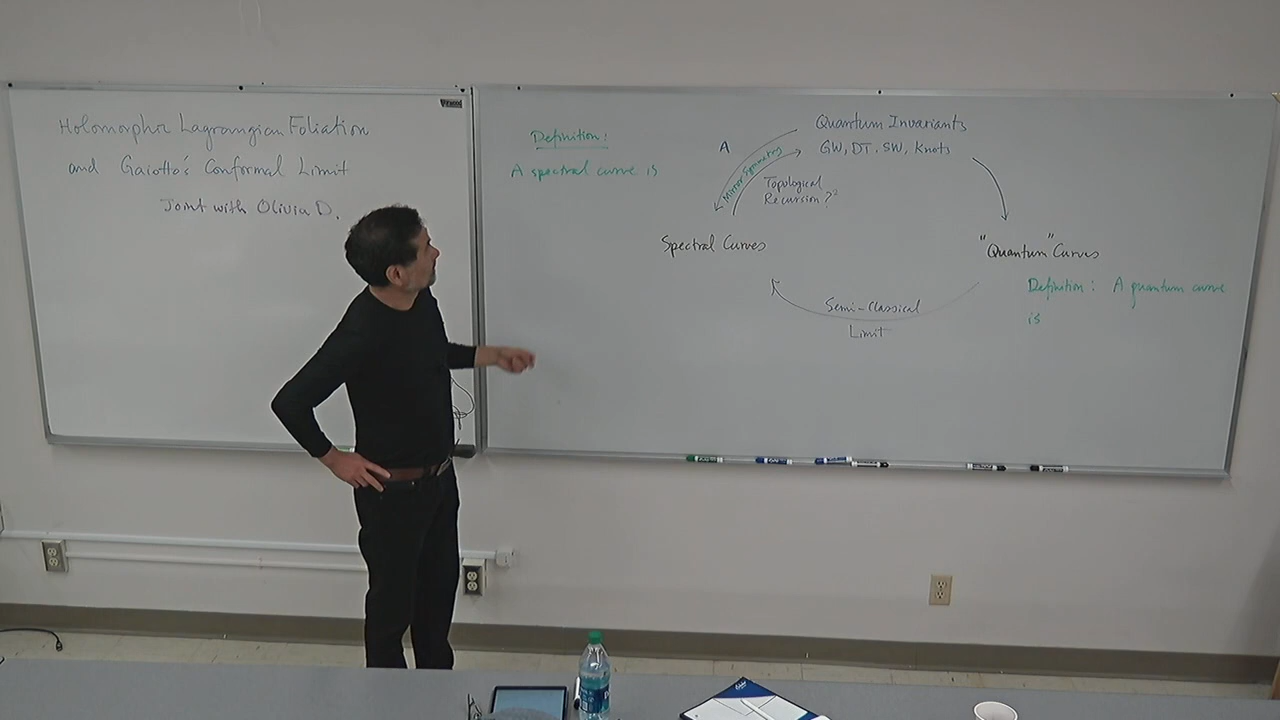 Holomorphic Lagrangian Foliation
and Gaiotto's Conformal Limit
Joint with Olivia D.
Definition:
A spectral curve is
A
Mirror Symmetry
Topological
Recursion?
Quantum Invariants
GW, DT, SW, Knots
Spectral Curves
"Quantum" Curves
Definition: A quantum curve
is
Semi-Classical
Limit